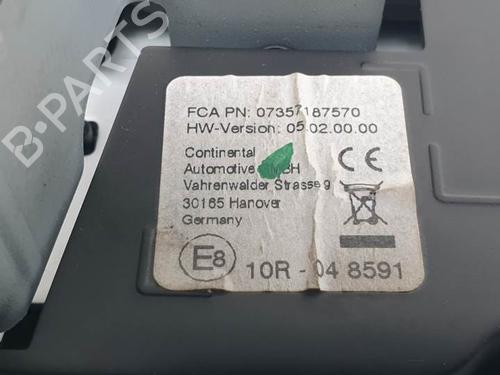 B-PARTS
FCA PN: 07357187570
HW-Version: 05.02.00.00
Continental
Automotive GMBH
Vahrenwalder Strasse 9
30165 Hanover
Germany
CE
E8
10R - 04 8591